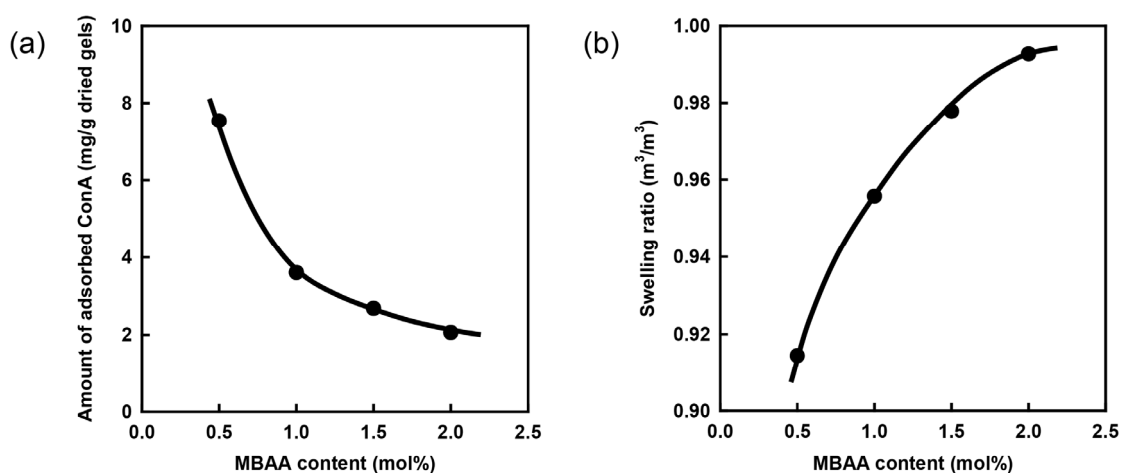 (a)
Amount of adsorbed ConA (mg/g dried gels)
10
8
6
4
2
0
0.0 0.5 1.0 1.5 2.0 2.5
MBAA content (mol%)
(b)
Swelling ratio (m³/m³)
1.00
0.98
0.96
0.94
0.92
0.90
0.0 0.5 1.0 1.5 2.0 2.5
MBAA content (mol%)